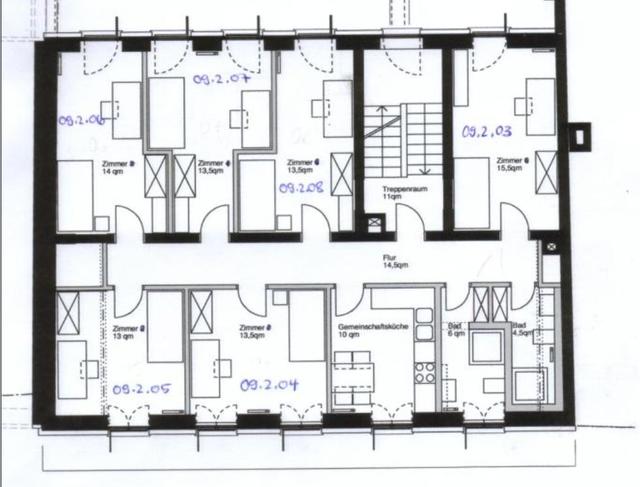 09.2.07
09.2.06
09.2.03
Zimmer
14 qm
Zimmer
13,5qm
Zimmer
13,5qm
09.2.08
Treppenraum
11qm
Zimmer
15,5qm
Flur
14,5qm
Zimmer
13 qm
Zimmer
13,5qm
Gemeinschaftsküche
10 qm
Bad
6 qm
Bad
4,5qm
09.2.05
09.2.04